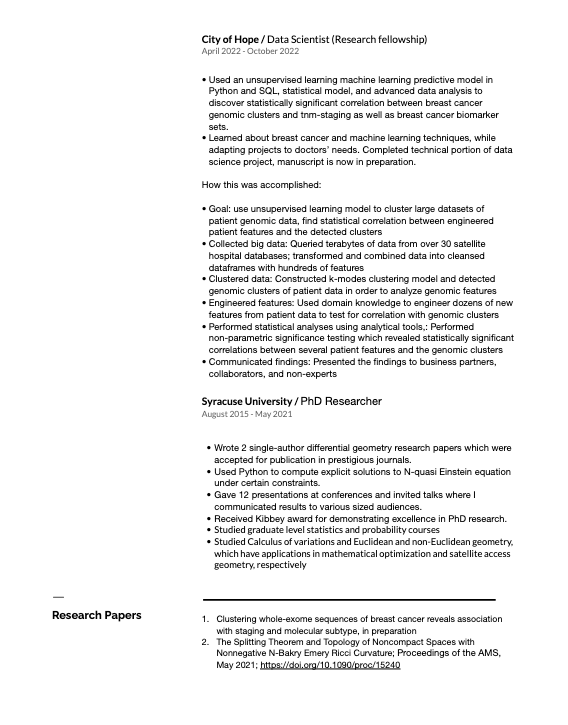 City of Hope / Data Scientist (Research fellowship)
April 2022 - October 2022
• Used an unsupervised learning machine learning predictive model in
Python and SQL, statistical model, and advanced data analysis to
discover statistically significant correlation between breast cancer
genomic clusters and tnm-staging as well as breast cancer biomarker
sets.
• Learned about breast cancer and machine learning techniques, while
adapting projects to doctors' needs. Completed technical portion of data
science project, manuscript is now in preparation.
How this was accomplished:
• Goal: use unsupervised learning model to cluster large datasets of
patient genomic data, find statistical correlation between engineered
patient features and the detected clusters
• Collected big data: Queried terabytes of data from over 30 satellite
hospital databases; transformed and combined data into cleansed
dataframes with hundreds of features
• Clustered data: Constructed k-modes clustering model and detected
genomic clusters of patient data in order to analyze genomic features
• Engineered features: Used domain knowledge to engineer dozens of new
features from patient data to test for correlation with genomic clusters
• Performed statistical analyses using analytical tools,: Performed
non-parametric significance testing which revealed statistically significant
correlations between several patient features and the genomic clusters
• Communicated findings: Presented the findings to business partners,
collaborators, and non-experts
Syracuse University / PhD Researcher
August 2015 - May 2021
• Wrote 2 single-author differential geometry research papers which were
accepted for publication in prestigious journals.
• Used Python to compute explicit solutions to N-quasi Einstein equation
under certain constraints.
• Gave 12 presentations at conferences and invited talks where I
communicated results to various sized audiences.
• Received Kibbey award for demonstrating excellence in PhD research.
• Studied graduate level statistics and probability courses
• Studied Calculus of variations and Euclidean and non-Euclidean geometry,
which have applications in mathematical optimization and satellite access
geometry, respectively
—
Research Papers
1. Clustering whole-exome sequences of breast cancer reveals association
with staging and molecular subtype, in preparation
2. The Splitting Theorem and Topology of Noncompact Spaces with
Nonnegative N-Bakry Emery Ricci Curvature; Proceedings of the AMS,
May 2021; https://doi.org/10.1090/proc/15240